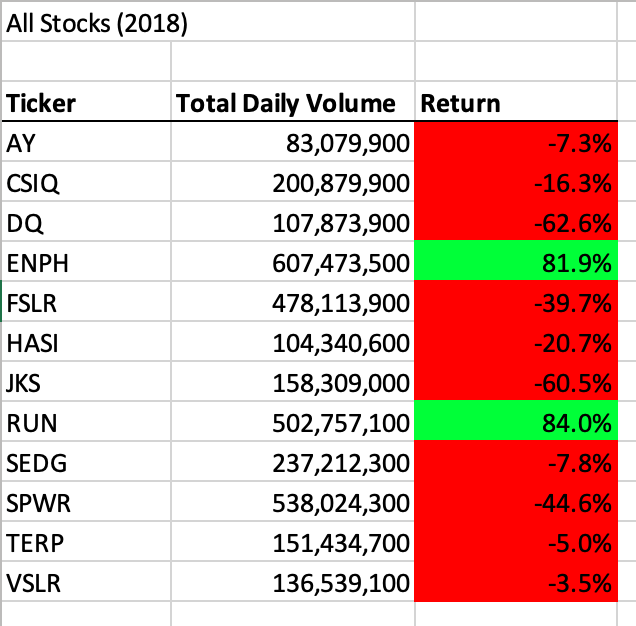 All Stocks (2018)
Ticker Total Daily Volume Return
AY 83,079,900 -7.3%
CSIQ 200,879,900 -16.3%
DQ 107,873,900 -62.6%
ENPH 607,473,500 81.9%
FSLR 478,113,900 -39.7%
HASI 104,340,600 -20.7%
JKS 158,309,000 -60.5%
RUN 502,757,100 84.0%
SEDG 237,212,300 -7.8%
SPWR 538,024,300 -44.6%
TERP 151,434,700 -5.0%
VSLR 136,539,100 -3.5%